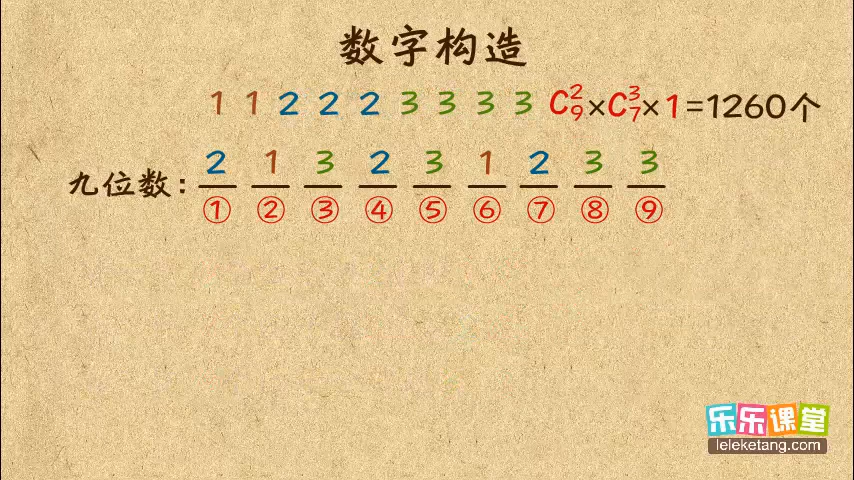 数字构造
1 1 2 2 2 3 3 3 3 C₉²×C₇³×1=1260个
九位数: 2 1 3 2 3 1 2 3 3
① ② ③ ④ ⑤ ⑥ ⑦ ⑧ ⑨
乐乐课堂
leleketang.com